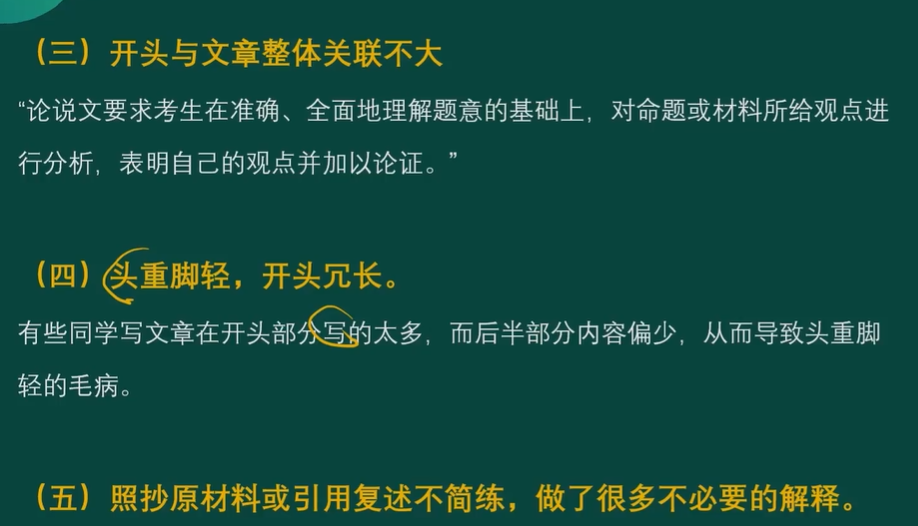 （三）开头与文章整体关联不大
“论说文要求考生在准确、全面地理解题意的基础上，对命题或材料所给观点进
行分析，表明自己的观点并加以论证。”
（四）头重脚轻，开头冗长。
有些同学写文章在开头部分写的太多，而后半部分内容偏少，从而导致头重脚
轻的毛病。
（五）照抄原材料或引用复述不简练，做了很多不必要的解释。